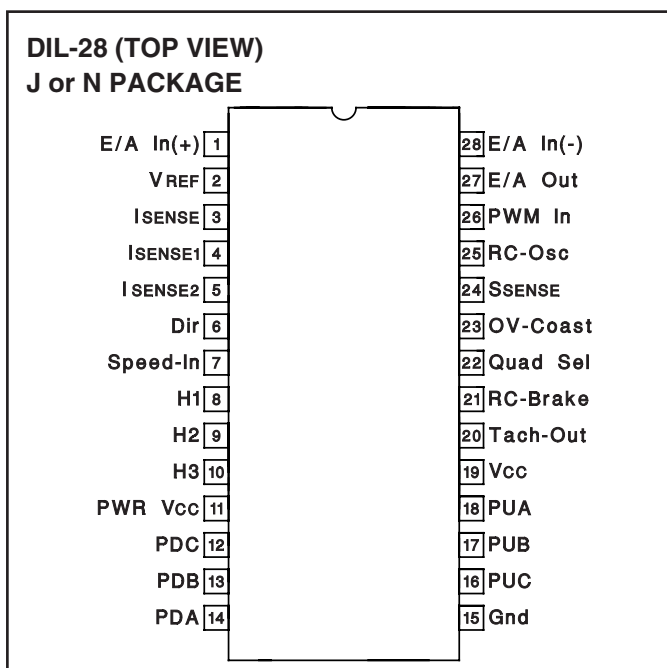 DIL-28 (TOP VIEW)
J or N PACKAGE
E/A In(+) 1
VREF 2
ISENSE 3
ISENSE1 4
ISENSE2 5
Dir 6
Speed-In 7
H1 8
H2 9
H3 10
PWR Vcc 11
PDC 12
PDB 13
PDA 14
28 E/A In(-)
27 E/A Out
26 PWM In
25 RC-Osc
24 SSENSE
23 OV-Coast
22 Quad Sel
21 RC-Brake
20 Tach-Out
19 Vcc
18 PUA
17 PUB
16 PUC
15 Gnd